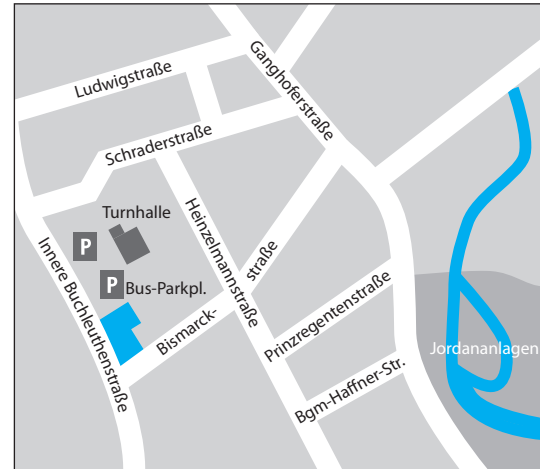 Ludwigstraße
Ganghoferstraße
Schraderstraße
Turnhalle
P
Heinzelmannstraße
Innere Buchleuthenstraße
P Bus-Parkpl.
Bismarck-
straße
Prinzregentenstraße
Jordananlagen
Bgm-Haffner-Str.